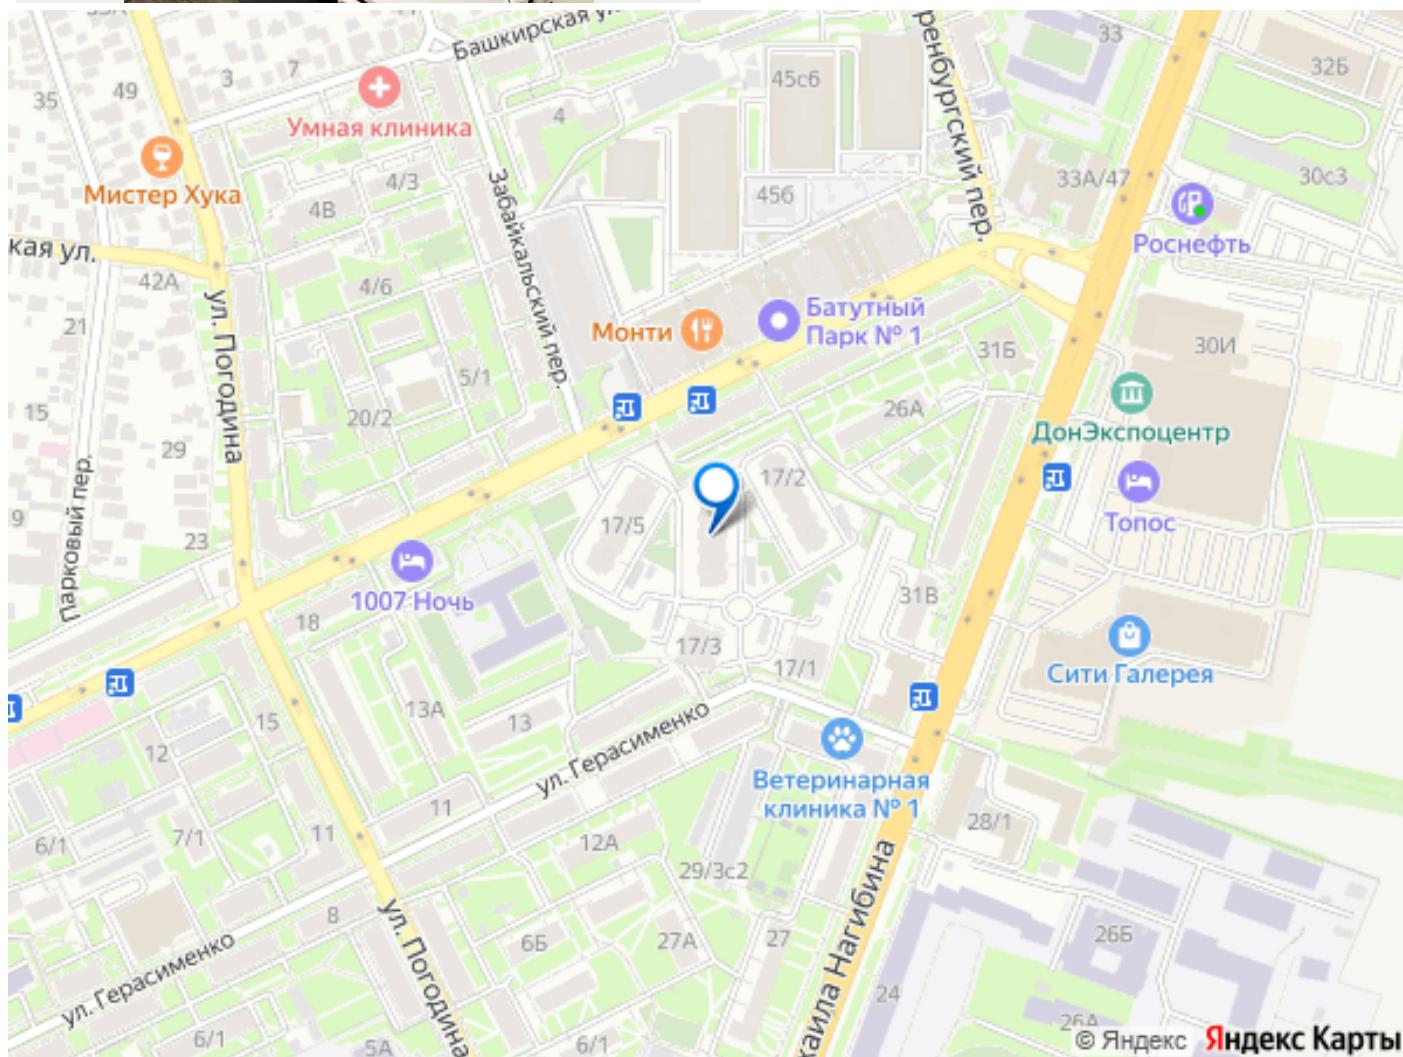 Башкирская ул.
33
32Б
3
7
49
35
45с6
Умная клиника
4
Оренбургский пер.
Мистер Хука
4/3
4В
Забайкальский пер.
456
33А/47
30с3
Роснефть
кая ул.
42А
4/6
ул. Погодина
21
Монти
Батутный
Парк № 1
31Б
30И
5/1
15
20/2
26А
ДонЭкспоцентр
29
Парковый пер.
17/2
Топос
9
17/5
23
1007 Ночь
31В
18
17/3
17/1
Сити Галерея
13А
13
15
12
ул. Герасименко
Ветеринарная
клиника № 1
11
7/1
6/1
11
12А
28/1
29/3с2
8
ул. Погодина
6Б
27А
27
хаила Нагибина
26Б
ул. Герасименко
24
26А
6/1
5А
6/1
© Яндекс Яндекс Карты